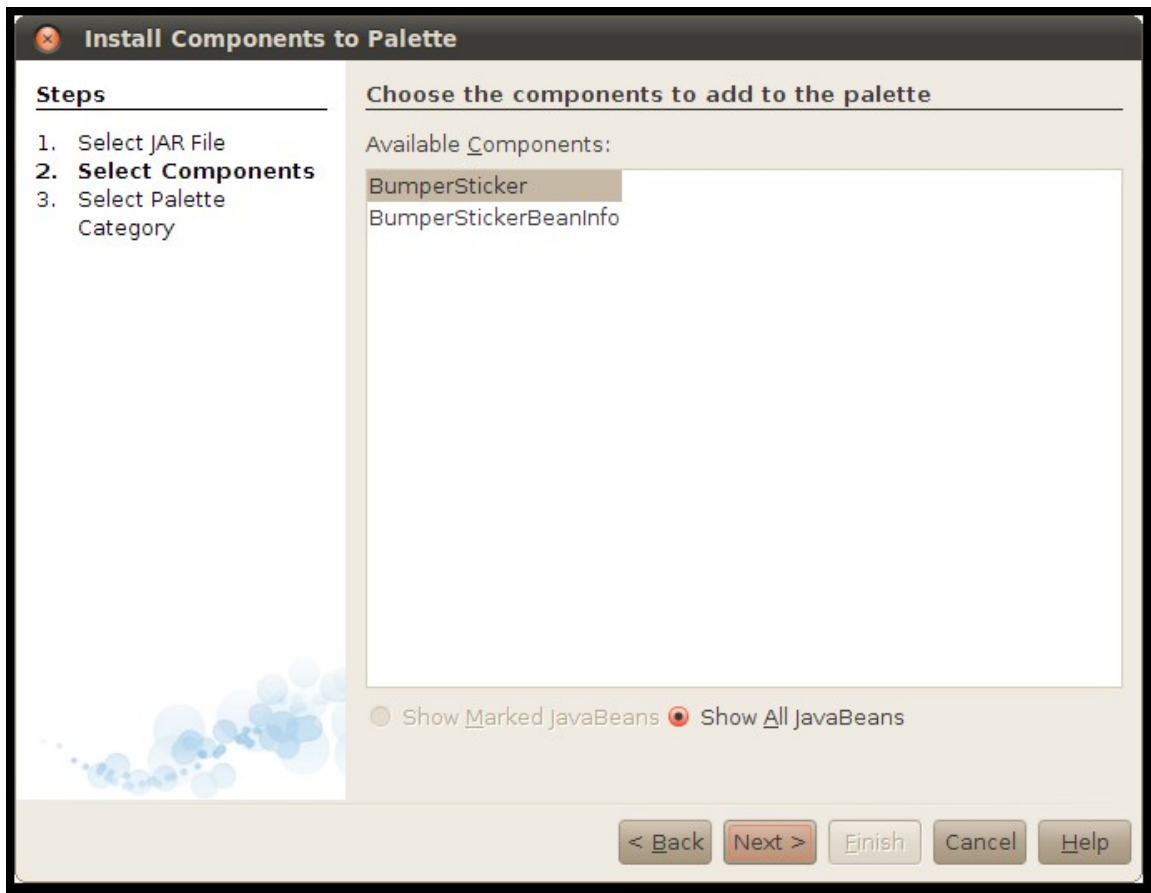 Install Components to Palette
Steps
1. Select JAR File
2. Select Components
3. Select Palette
Category
Choose the components to add to the palette
Available Components:
BumperSticker
BumperStickerBeanInfo
Show Marked JavaBeans Show All JavaBeans
< Back Next > Finish Cancel Help